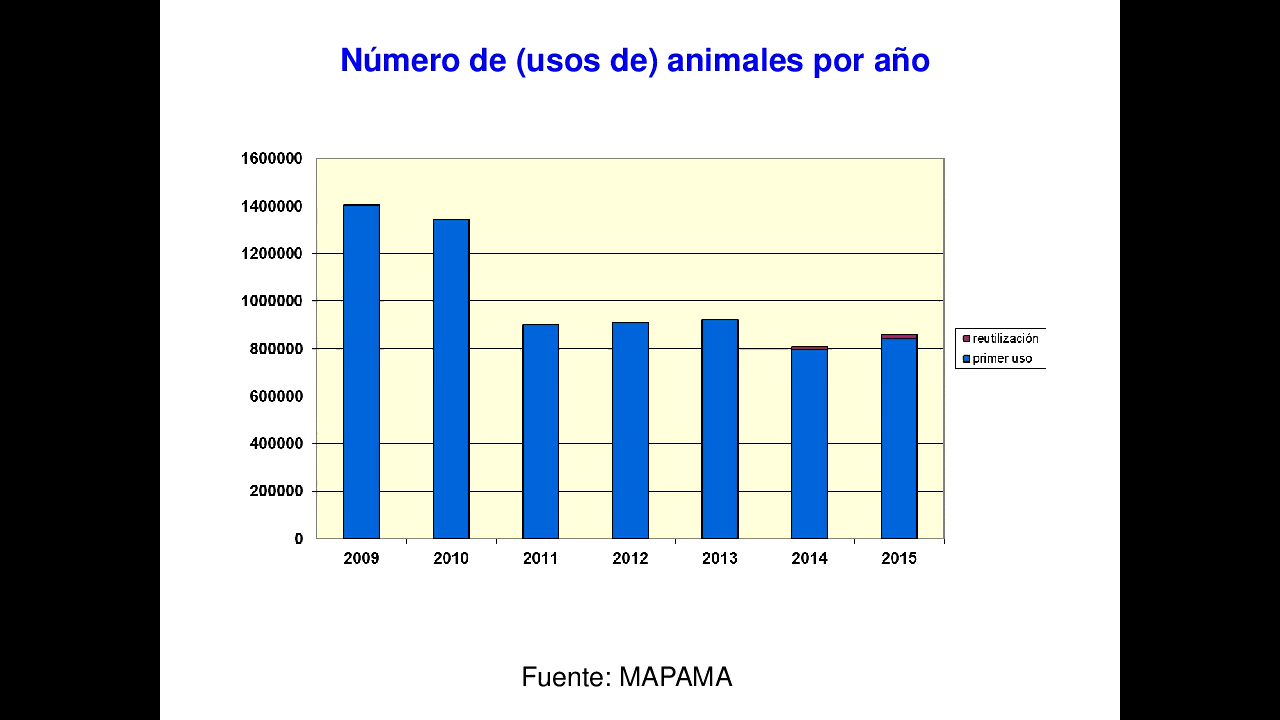 Número de (usos de) animales por año
1600000
1400000
1200000
1000000
800000
600000
400000
200000
0
2009 2010 2011 2012 2013 2014 2015
reutilización
primer uso
Fuente: MAPAMA